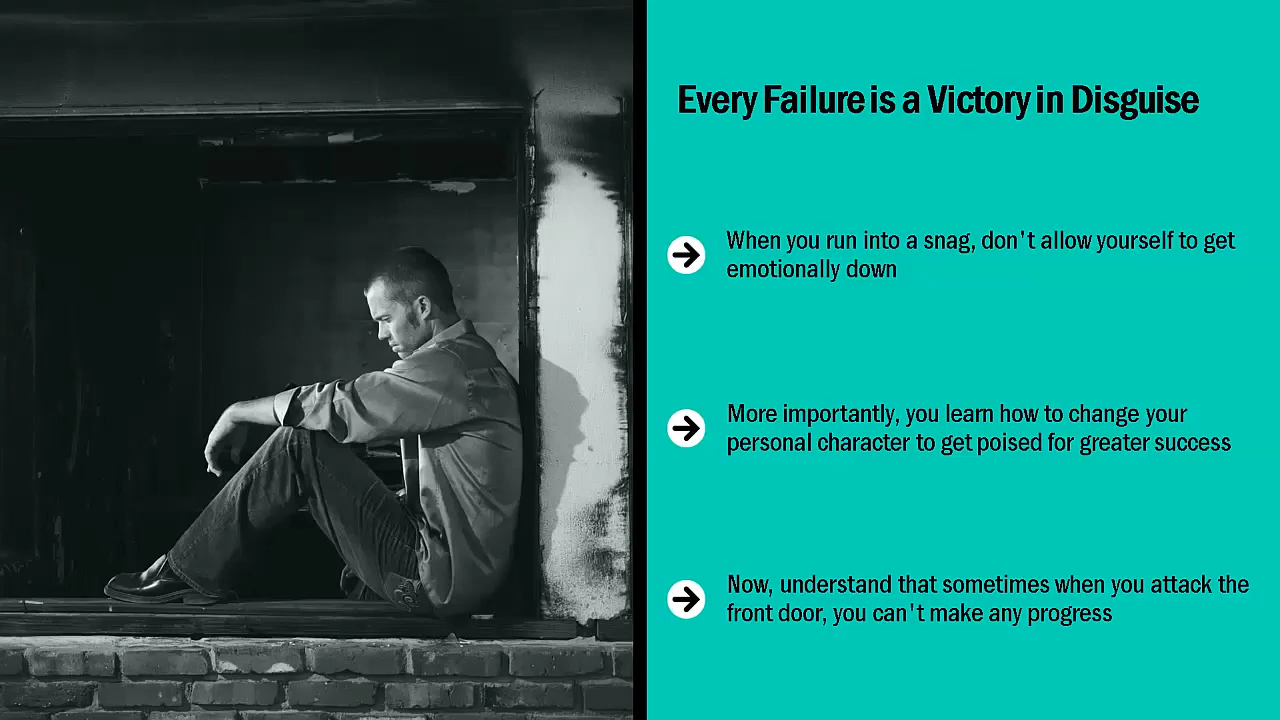 Every Failure is a Victory in Disguise
When you run into a snag, don't allow yourself to get
emotionally down
More importantly, you learn how to change your
personal character to get poised for greater success
Now, understand that sometimes when you attack the
front door, you can't make any progress